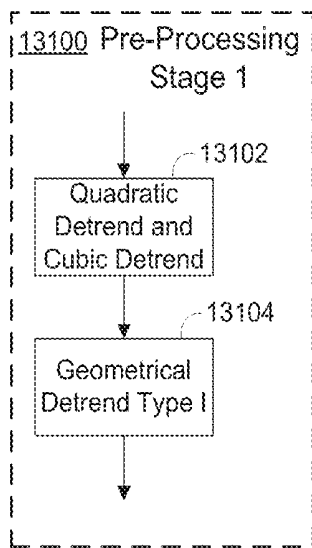 13100 Pre-Processing
Stage 1
13102
Quadratic
Detrend and
Cubic Detrend
13104
Geometrical
Detrend Type I